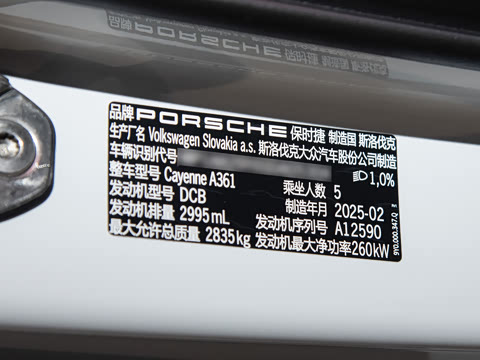 品牌 PORSCHE 保时捷 制造国 斯洛伐克
生产厂名 Volkswagen Slovakia a.s. 斯洛伐克大众汽车股份公司制造
车辆识别代号 1,0%
整车型号 Cayenne A361 乘坐人数 5
发动机型号 DCB 制造年月 2025-02
发动机排量 2995mL 发动机序列号 A12590
最大允许总质量 2835kg 发动机最大净功率260kW
9Y0.000.347.Q